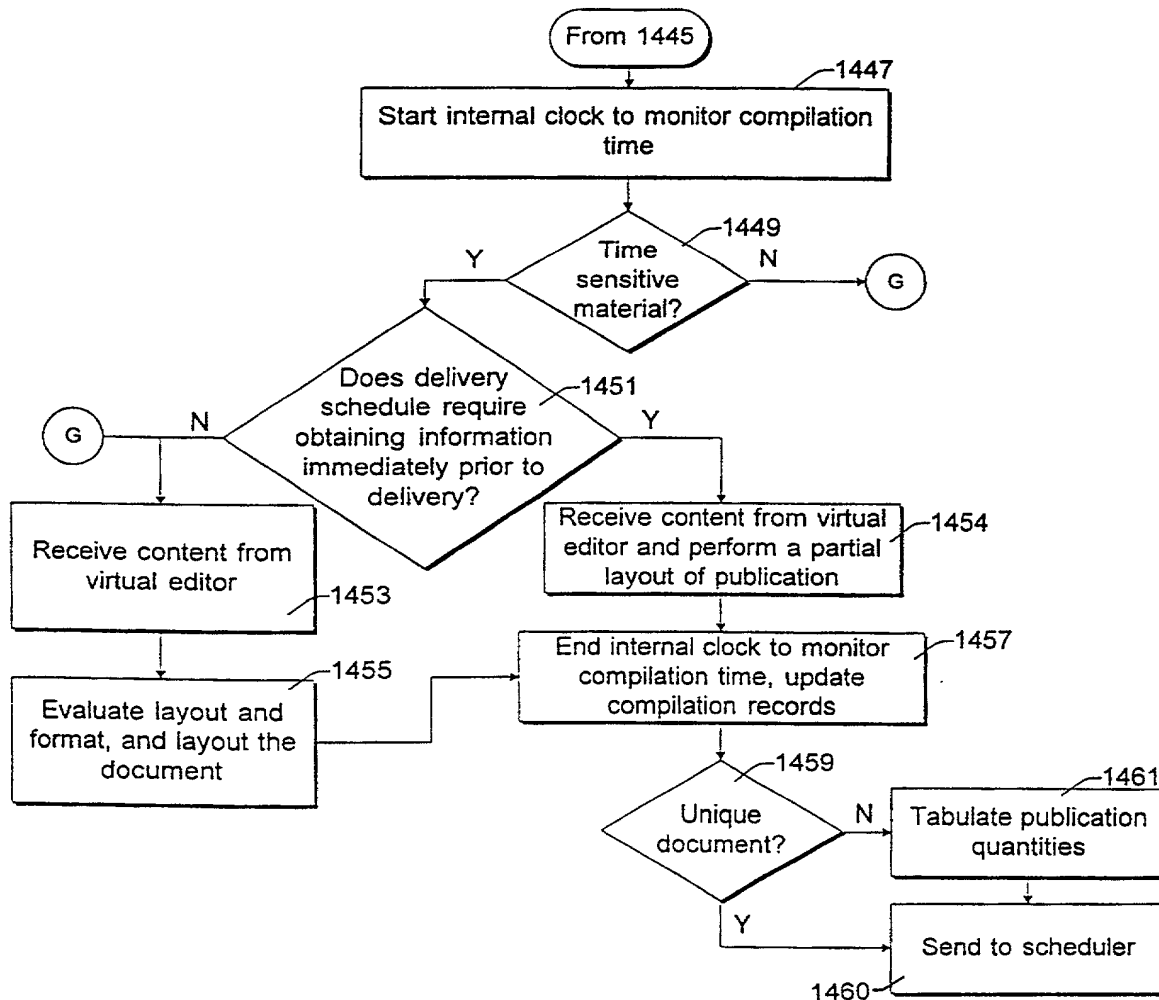 From 1445
1447
Start internal clock to monitor compilation
time
1449
Time
sensitive
material?
Y
N
G
1451
Does delivery
schedule require
obtaining information
immediately prior to
delivery?
N
Y
G
Receive content from
virtual editor
1453
1454
Receive content from virtual
editor and perform a partial
layout of publication
1455
Evaluate layout and
format, and layout the
document
1457
End internal clock to monitor
compilation time, update
compilation records
1459
Unique
document?
N
Y
1461
Tabulate publication
quantities
Send to scheduler
1460